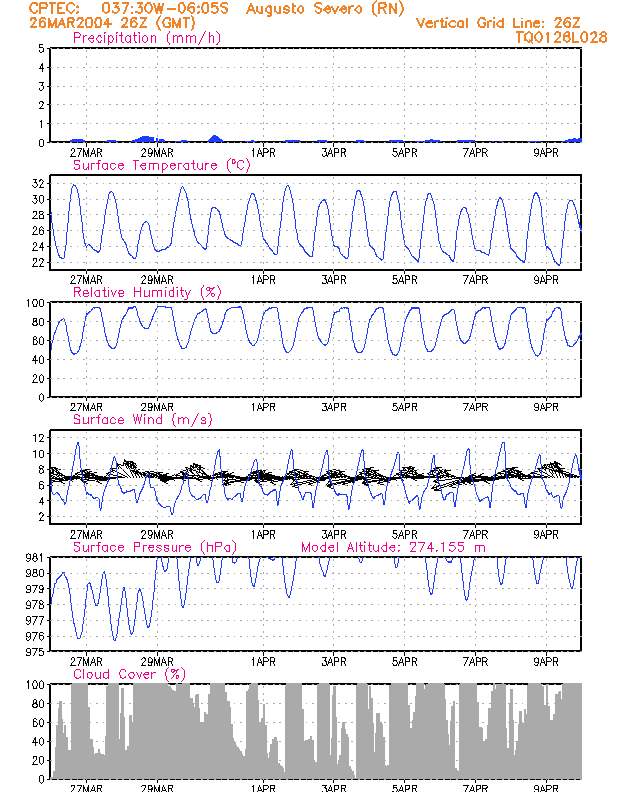 CPTEC: 037:30W-06:05S Augusto Severo (RN)
26MAR2004 26Z (GMT) Vertical Grid Line: 26Z
Precipitation (mm/h) TQ0126L028
5
4
3
2
1
0
27MAR 29MAR 1APR 3APR 5APR 7APR 9APR
Surface Temperature (°C)
32
30
28
26
24
22
27MAR 29MAR 1APR 3APR 5APR 7APR 9APR
Relative Humidity (%)
100
80
60
40
20
0
27MAR 29MAR 1APR 3APR 5APR 7APR 9APR
Surface Wind (m/s)
12
10
8
6
4
2
27MAR 29MAR 1APR 3APR 5APR 7APR 9APR
Surface Pressure (hPa) Model Altitude: 274.155 m
981
980
979
978
977
976
975
27MAR 29MAR 1APR 3APR 5APR 7APR 9APR
Cloud Cover (%)
100
80
60
40
20
0
27MAR 29MAR 1APR 3APR 5APR 7APR 9APR